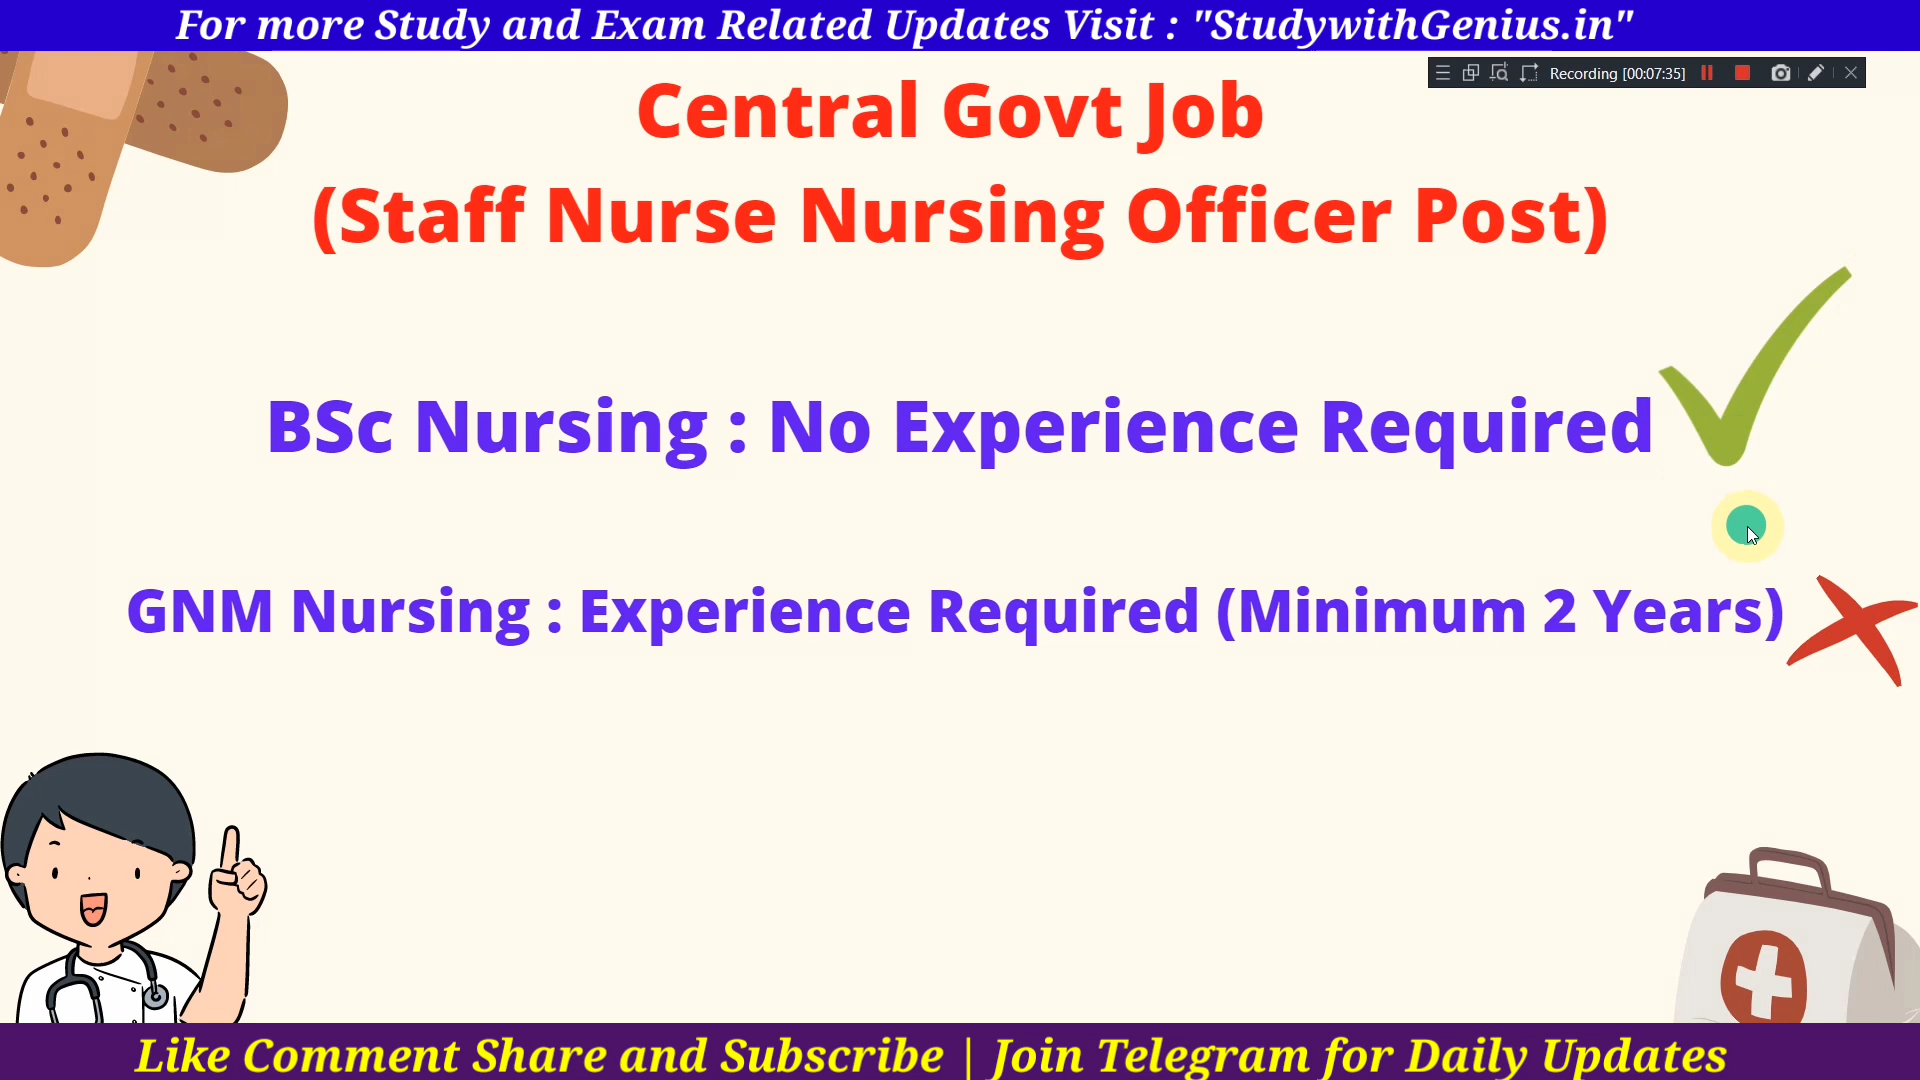 For more Study and Exam Related Updates Visit : "StudywithGenius.in"
Recording [00:07:35]
Central Govt Job
(Staff Nurse Nursing Officer Post)
BSc Nursing : No Experience Required
GNM Nursing : Experience Required (Minimum 2 Years)
Like Comment Share and Subscribe | Join Telegram for Daily Updates